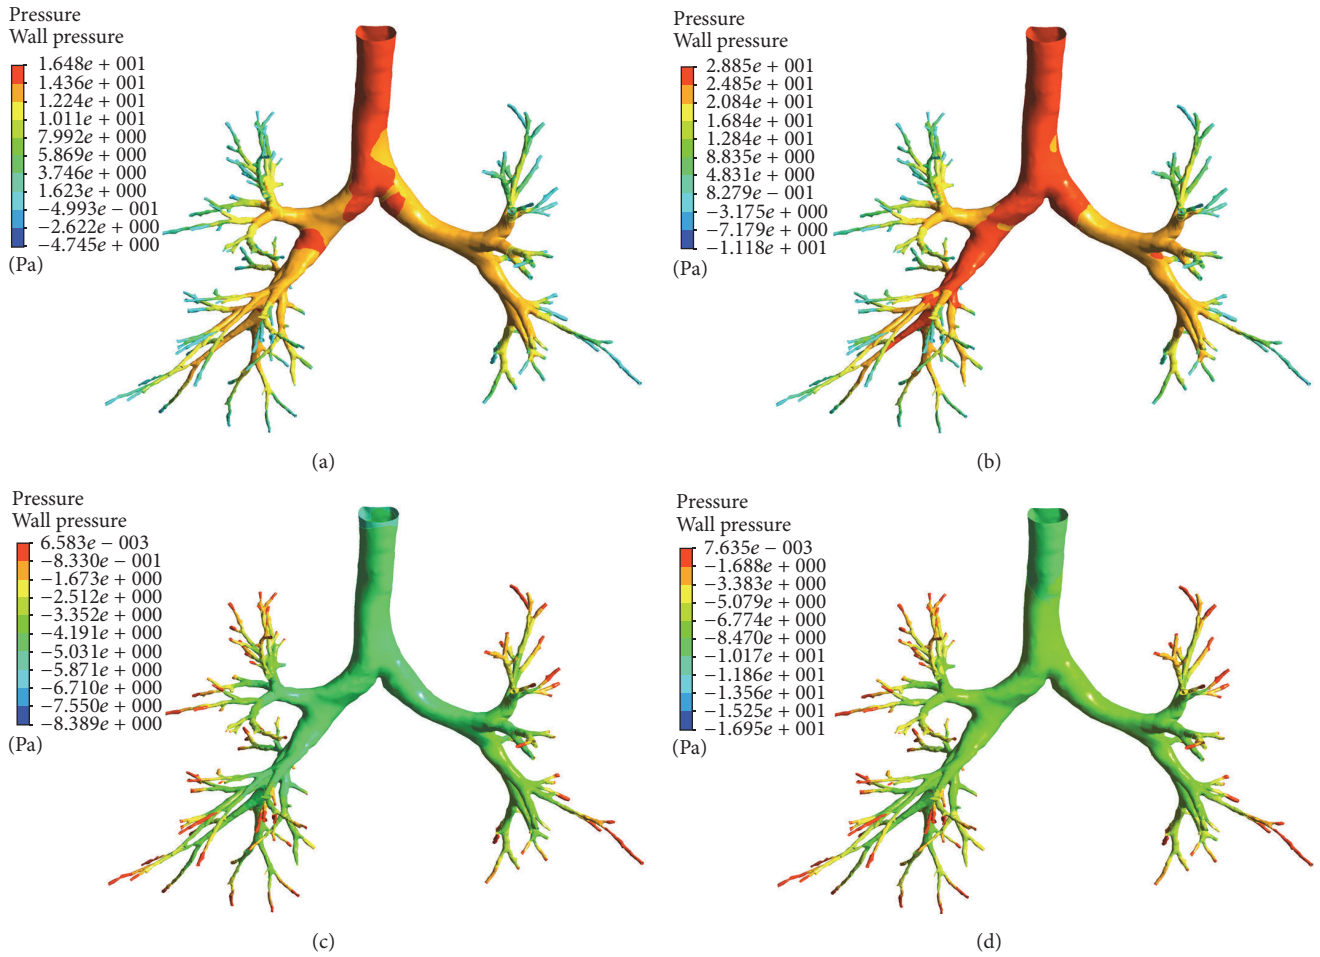 Pressure
Wall pressure
1.648e + 001
1.436e + 001
1.224e + 001
1.011e + 001
7.992e + 000
5.869e + 000
3.746e + 000
1.623e + 000
−4.993e − 001
−2.622e + 000
−4.745e + 000
(Pa)
(a)
Pressure
Wall pressure
2.885e + 001
2.485e + 001
2.084e + 001
1.684e + 001
1.284e + 001
8.835e + 000
4.831e + 000
8.279e − 001
−3.175e + 000
−7.179e + 000
−1.118e + 001
(Pa)
(b)
Pressure
Wall pressure
6.583e − 003
−8.330e − 001
−1.673e + 000
−2.512e + 000
−3.352e + 000
−4.191e + 000
−5.031e + 000
−5.871e + 000
−6.710e + 000
−7.550e + 000
−8.389e + 000
(Pa)
(c)
Pressure
Wall pressure
7.635e − 003
−1.688e + 000
−3.383e + 000
−5.079e + 000
−6.774e + 000
−8.470e + 000
−1.017e + 001
−1.186e + 001
−1.356e + 001
−1.525e + 001
−1.695e + 001
(Pa)
(d)